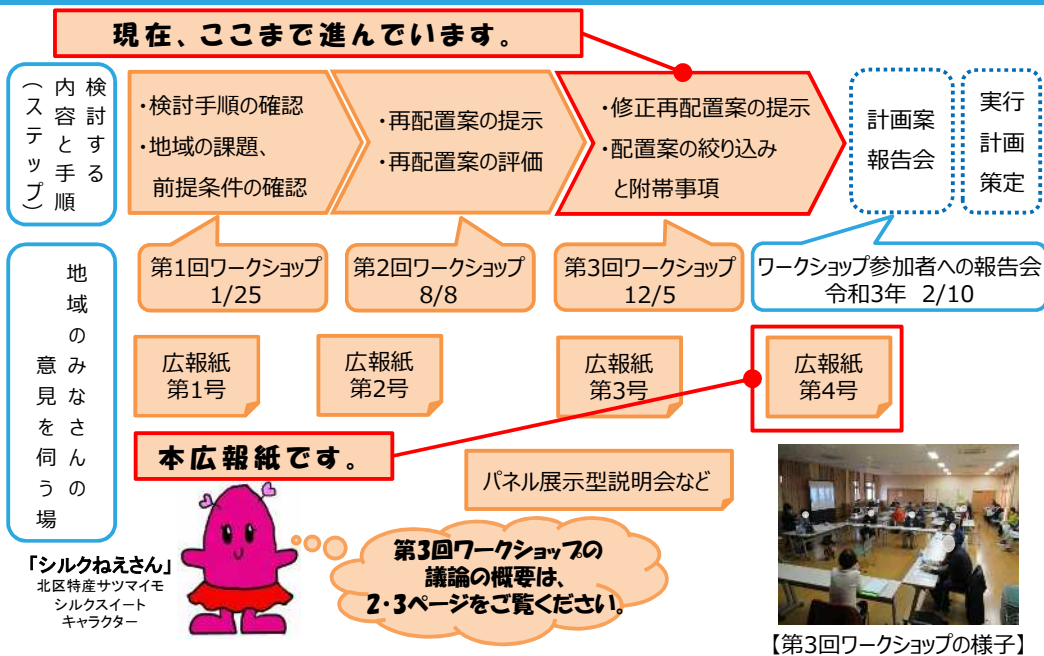 現在、ここまで進んでいます。
検討する
内容と手順
(ステップ)
・検討手順の確認
・地域の課題、
前提条件の確認
・再配置案の提示
・再配置案の評価
・修正再配置案の提示
・配置案の絞り込み
と附帯事項
計画案
報告会
実行
計画
策定
第1回ワークショップ
1/25
第2回ワークショップ
8/8
第3回ワークショップ
12/5
ワークショップ参加者への報告会
令和3年 2/10
地域のみなさんの
意見を伺う場
広報紙
第1号
広報紙
第2号
広報紙
第3号
広報紙
第4号
本広報紙です。
パネル展示型説明会など
「シルクねえさん」
北区特産サツマイモ
シルクスイート
キャラクター
第3回ワークショップの
議論の概要は、
2・3ページをご覧ください。
【第3回ワークショップの様子】